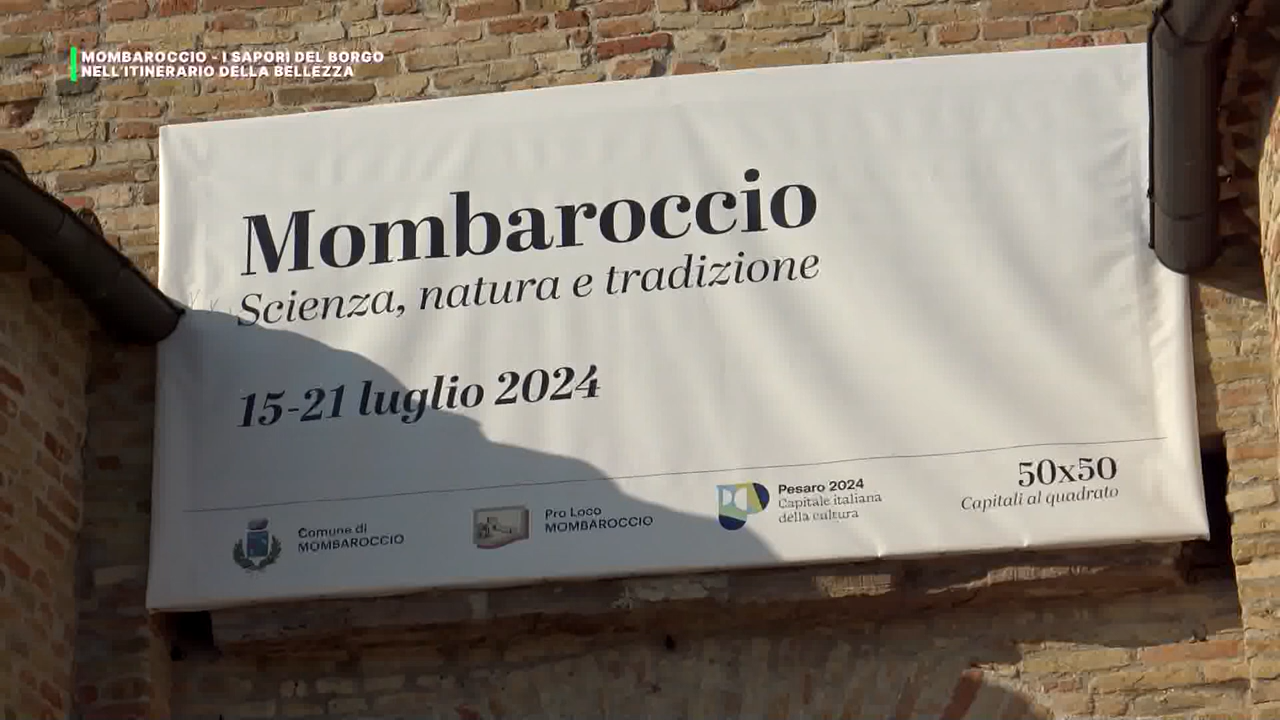 MOMBAROCCIO - I SAPORI DEL BORGO
NELL'ITINERARIO DELLA BELLEZZA
Mombaroccio
Scienza, natura e tradizione
15-21 luglio 2024
Comune di
MOMBAROCCIO
Pro Loco
MOMBAROCCIO
Pesaro 2024
Capitale italiana
della cultura
50x50
Capitali al quadrato